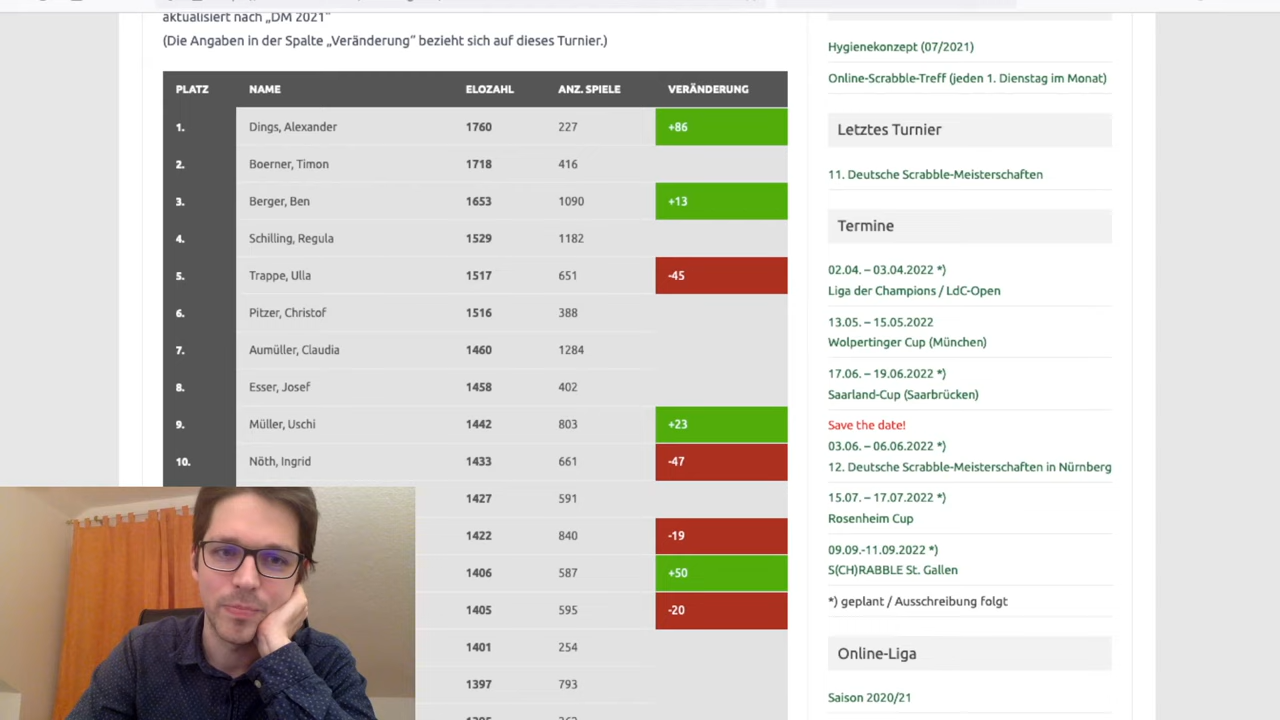 aktualisiert nach „DM 2021“
(Die Angaben in der Spalte „Veränderung“ bezieht sich auf dieses Turnier.)
PLATZ NAME ELOZAHL ANZ. SPIELE VERÄNDERUNG
1. Dings, Alexander 1760 227 +86
2. Boerner, Timon 1718 416
3. Berger, Ben 1653 1090 +13
4. Schilling, Regula 1529 1182
5. Trappe, Ulla 1517 651 -45
6. Pitzer, Christof 1516 388
7. Aumüller, Claudia 1460 1284
8. Esser, Josef 1458 402
9. Müller, Uschi 1442 803 +23
10. Nöth, Ingrid 1433 661 -47
1427 591
1422 840 -19
1406 587 +50
1405 595 -20
1401 254
1397 793
Hygienekonzept (07/2021)
Online-Scrabble-Treff (jeden 1. Dienstag im Monat)
Letztes Turnier
11. Deutsche Scrabble-Meisterschaften
Termine
02.04. – 03.04.2022 *)
Liga der Champions / LdC-Open
13.05. – 15.05.2022
Wolpertinger Cup (München)
17.06. – 19.06.2022 *)
Saarland-Cup (Saarbrücken)
Save the date!
03.06. – 06.06.2022 *)
12. Deutsche Scrabble-Meisterschaften in Nürnberg
15.07. – 17.07.2022 *)
Rosenheim Cup
09.09.-11.09.2022 *)
S(CH)RABBLE St. Gallen
*) geplant / Ausschreibung folgt
Online-Liga
Saison 2020/21